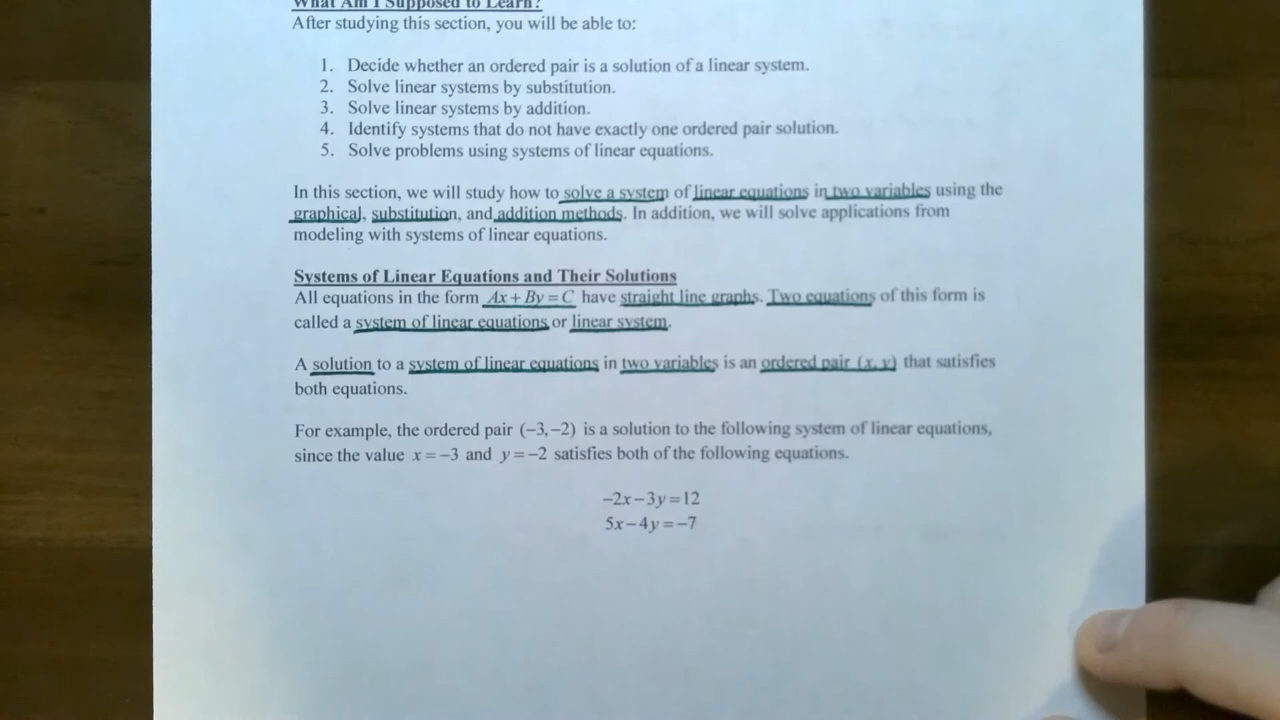 What Am I Supposed to Learn?
After studying this section, you will be able to:
1. Decide whether an ordered pair is a solution of a linear system.
2. Solve linear systems by substitution.
3. Solve linear systems by addition.
4. Identify systems that do not have exactly one ordered pair solution.
5. Solve problems using systems of linear equations.
In this section, we will study how to solve a system of linear equations in two variables using the
graphical, substitution, and addition methods. In addition, we will solve applications from
modeling with systems of linear equations.
Systems of Linear Equations and Their Solutions
All equations in the form Ax + By = C have straight line graphs. Two equations of this form is
called a system of linear equations or linear system.
A solution to a system of linear equations in two variables is an ordered pair (x, y) that satisfies
both equations.
For example, the ordered pair (−3, −2) is a solution to the following system of linear equations,
since the value x = −3 and y = −2 satisfies both of the following equations.
−2x − 3y = 12
5x − 4y = −7